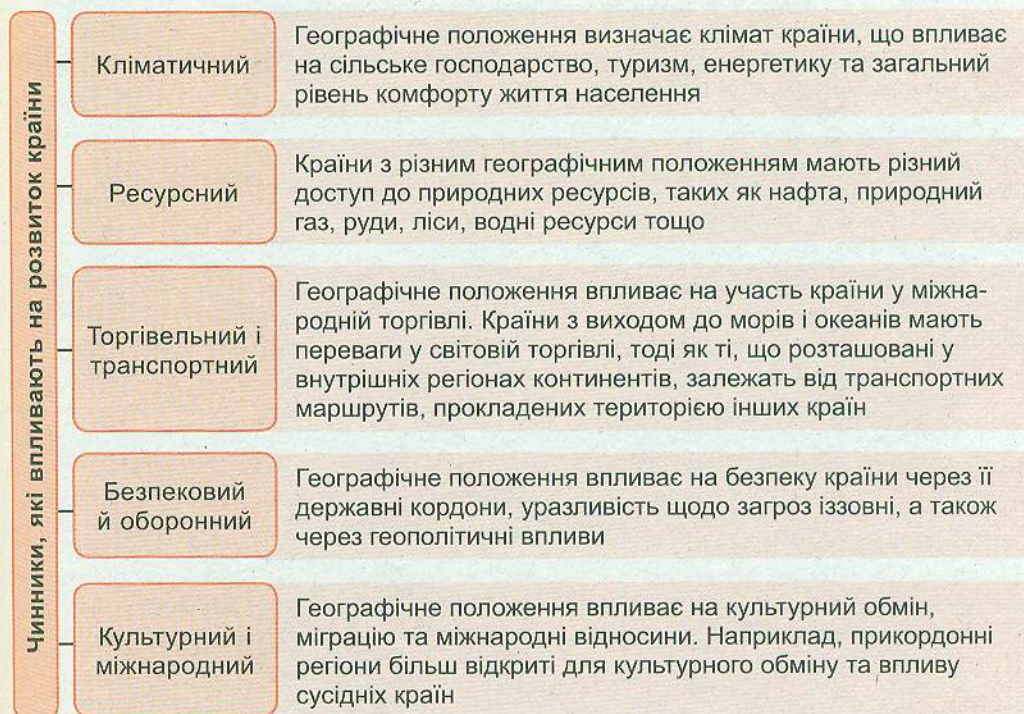 Чинники, які впливають на розвиток країни
Кліматичний
Географічне положення визначає клімат країни, що впливає
на сільське господарство, туризм, енергетику та загальний
рівень комфорту життя населення
Ресурсний
Країни з різним географічним положенням мають різний
доступ до природних ресурсів, таких як нафта, природний
газ, руди, ліси, водні ресурси тощо
Торгівельний і
транспортний
Географічне положення впливає на участь країни у міжна-
родній торгівлі. Країни з виходом до морів і океанів мають
переваги у світовій торгівлі, тоді як ті, що розташовані у
внутрішніх регіонах континентів, залежать від транспортних
маршрутів, прокладених територією інших країн
Безпековий
й оборонний
Географічне положення впливає на безпеку країни через її
державні кордони, уразливість щодо загроз іззовні, а також
через геополітичні впливи
Культурний і
міжнародний
Географічне положення впливає на культурний обмін,
міграцію та міжнародні відносини. Наприклад, прикордонні
регіони більш відкриті для культурного обміну та впливу
сусідніх країн